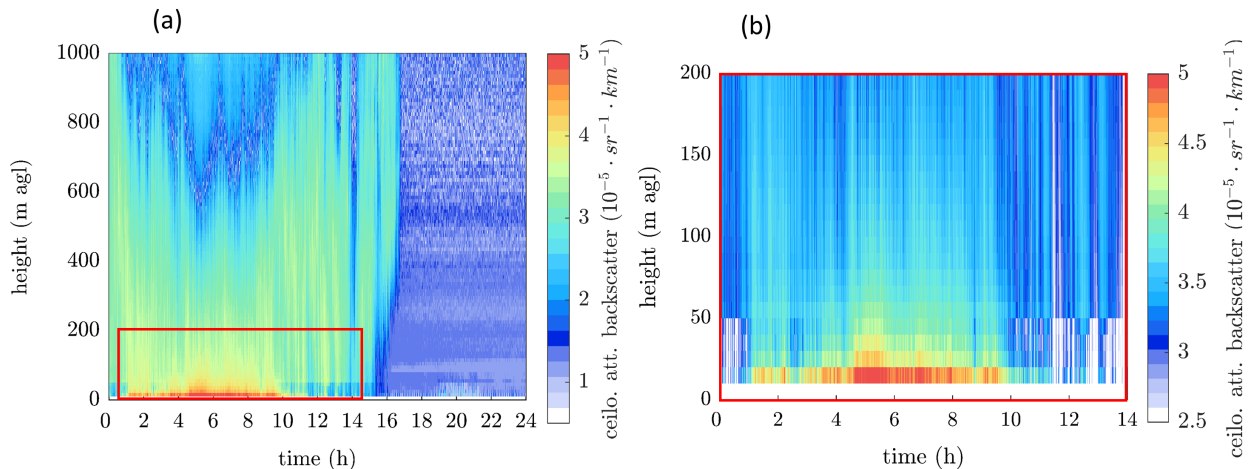 (a)
1000
800
600
400
200
0
height (m agl)
0 2 4 6 8 10 12 14 16 18 20 22 24
time (h)
5
4
3
2
1
ceilo. att. backscatter (10⁻⁵ · sr⁻¹ · km⁻¹)
(b)
200
150
100
50
0
height (m agl)
0 2 4 6 8 10 12 14
time (h)
5
4.5
4
3.5
3
2.5
ceilo. att. backscatter (10⁻⁵ · sr⁻¹ · km⁻¹)